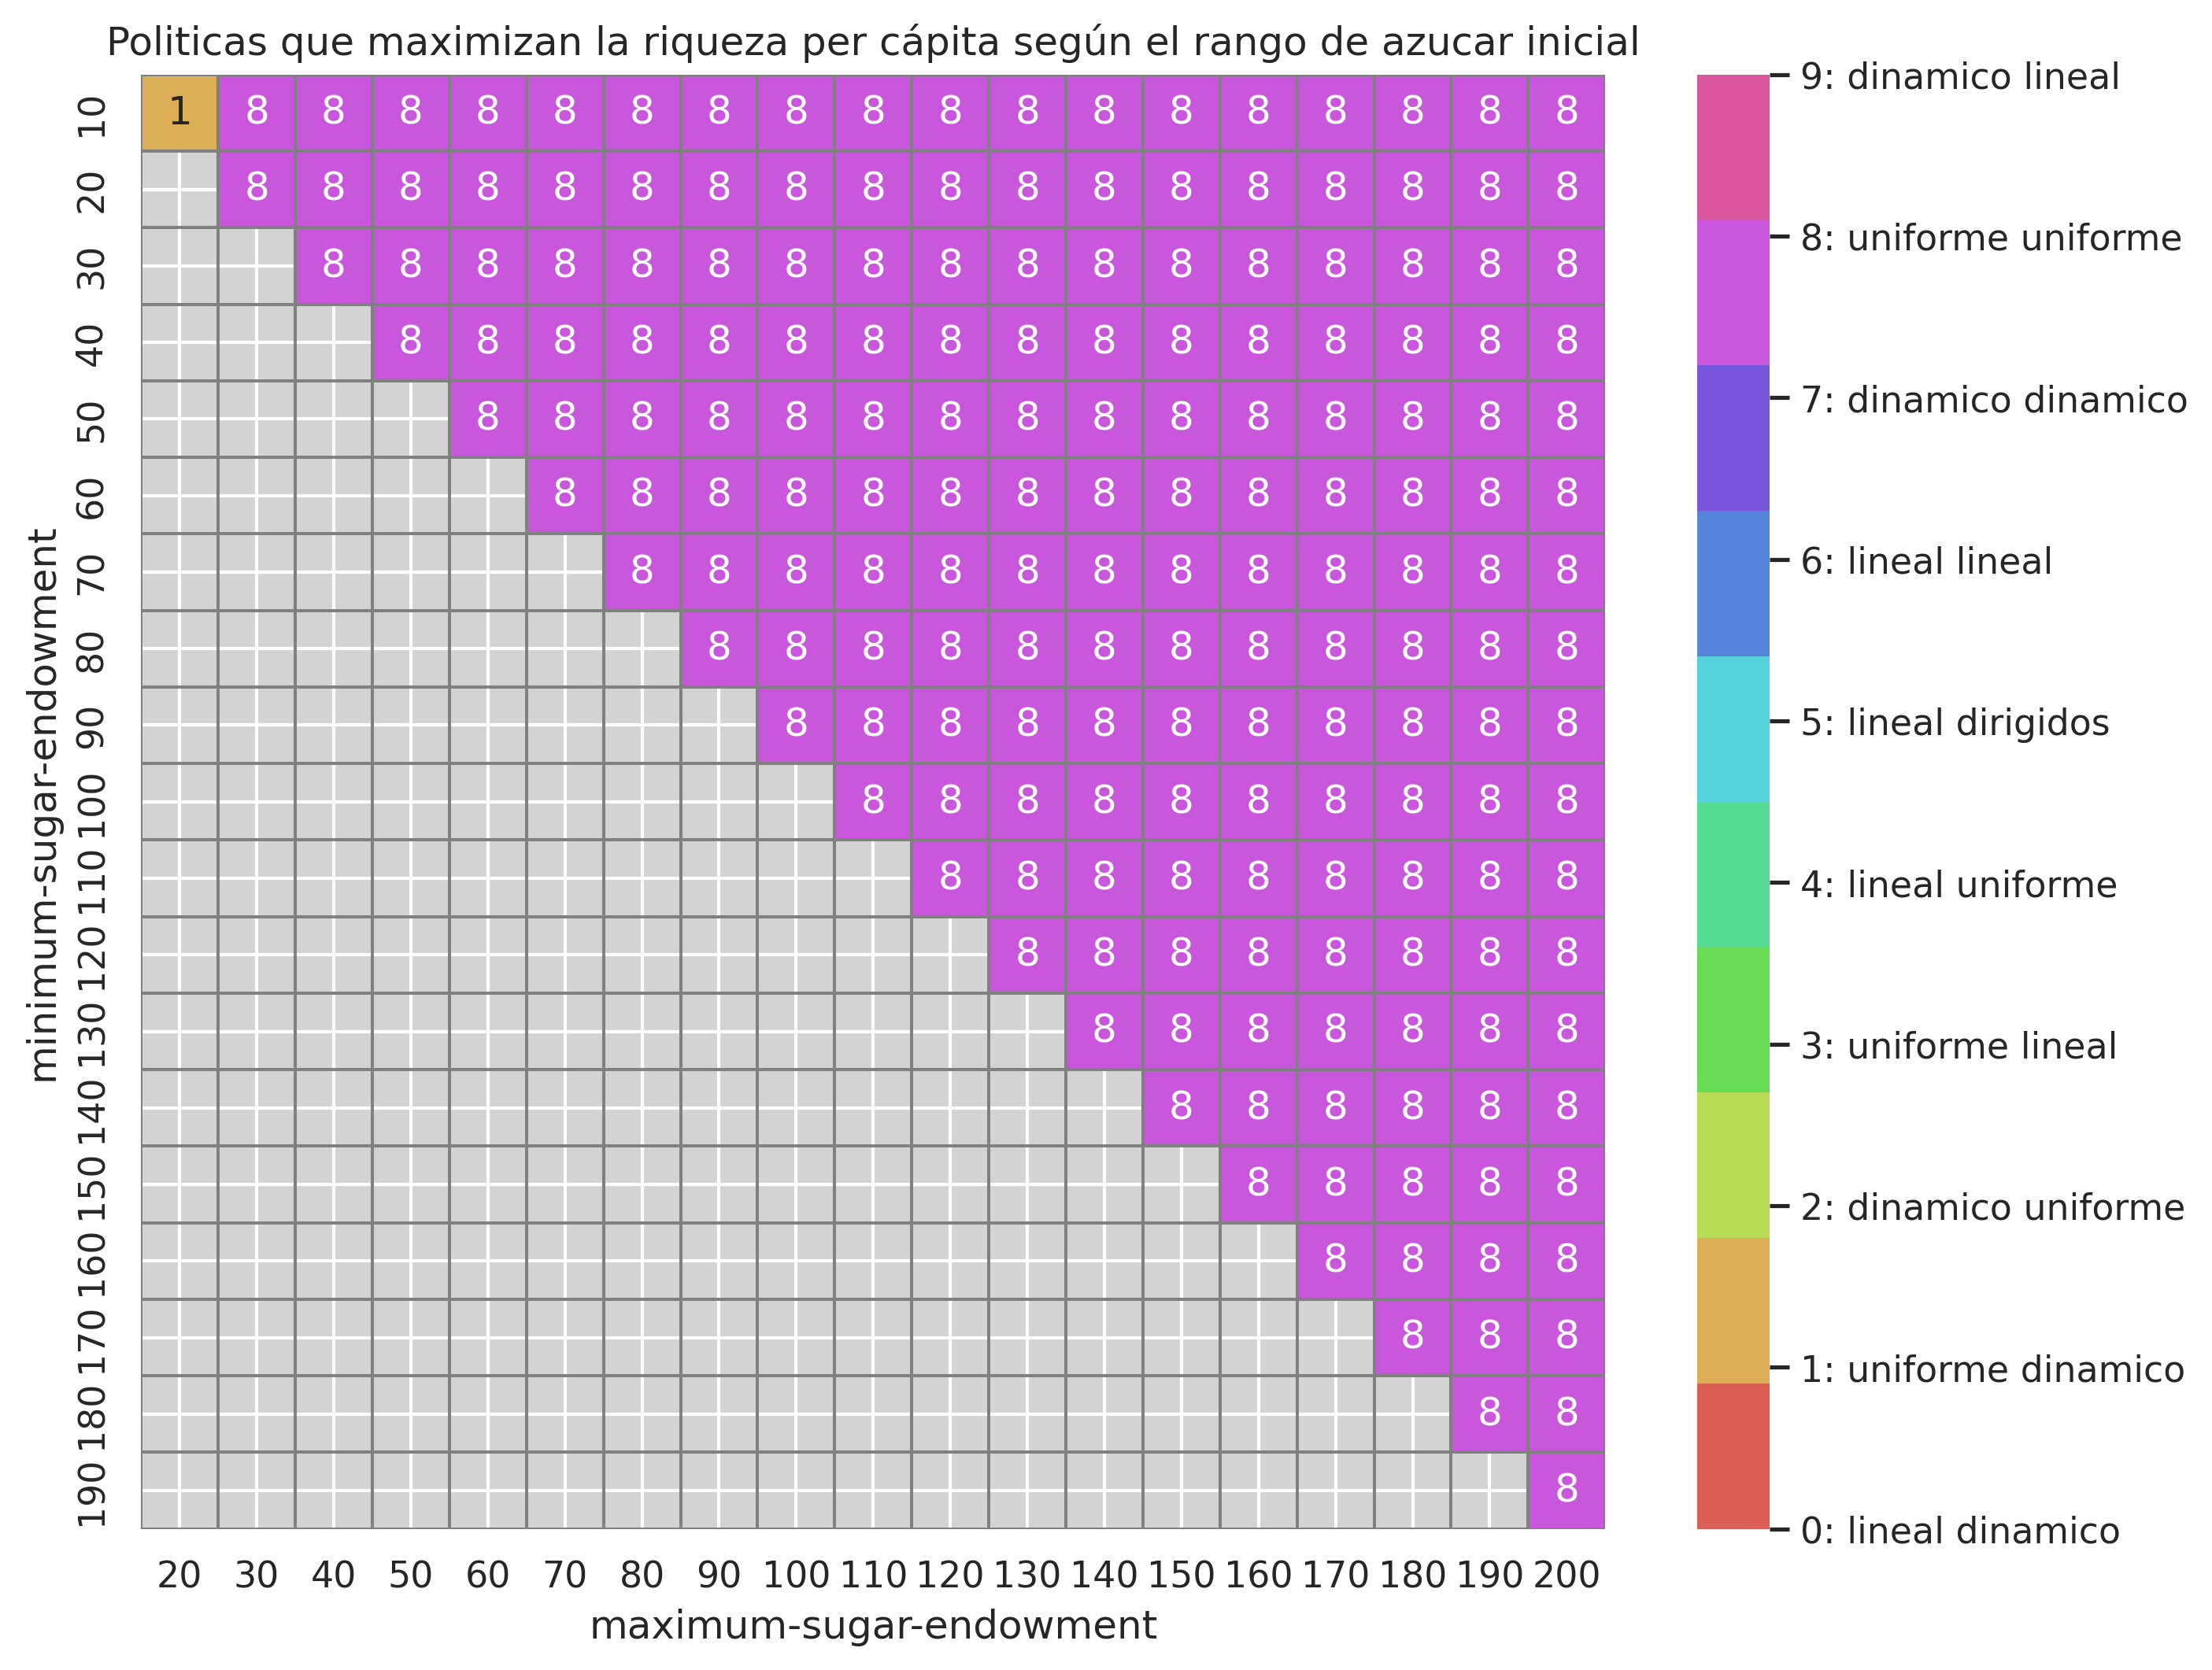 Politicas que maximizan la riqueza per cápita según el rango de azucar inicial
minimum-sugar-endowment
10 1 8 8 8 8 8 8 8 8 8 8 8 8 8 8 8 8 8 8
20 8 8 8 8 8 8 8 8 8 8 8 8 8 8 8 8 8 8
30 8 8 8 8 8 8 8 8 8 8 8 8 8 8 8 8 8
40 8 8 8 8 8 8 8 8 8 8 8 8 8 8 8 8
50 8 8 8 8 8 8 8 8 8 8 8 8 8 8 8
60 8 8 8 8 8 8 8 8 8 8 8 8 8 8
70 8 8 8 8 8 8 8 8 8 8 8 8 8
80 8 8 8 8 8 8 8 8 8 8 8 8
90 8 8 8 8 8 8 8 8 8 8 8
100 8 8 8 8 8 8 8 8 8 8
110 8 8 8 8 8 8 8 8 8
120 8 8 8 8 8 8 8 8
130 8 8 8 8 8 8 8
140 8 8 8 8 8 8
150 8 8 8 8 8
160 8 8 8 8
170 8 8 8
180 8 8
190 8
20 30 40 50 60 70 80 90 100 110 120 130 140 150 160 170 180 190 200
maximum-sugar-endowment
9: dinamico lineal
8: uniforme uniforme
7: dinamico dinamico
6: lineal lineal
5: lineal dirigidos
4: lineal uniforme
3: uniforme lineal
2: dinamico uniforme
1: uniforme dinamico
0: lineal dinamico